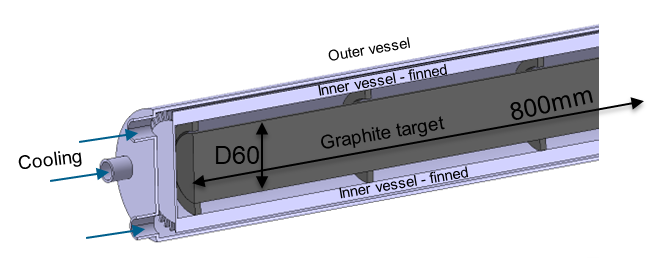 Outer vessel
Inner vessel - finned
800mm
Graphite target
Cooling
D60
Inner vessel - finned